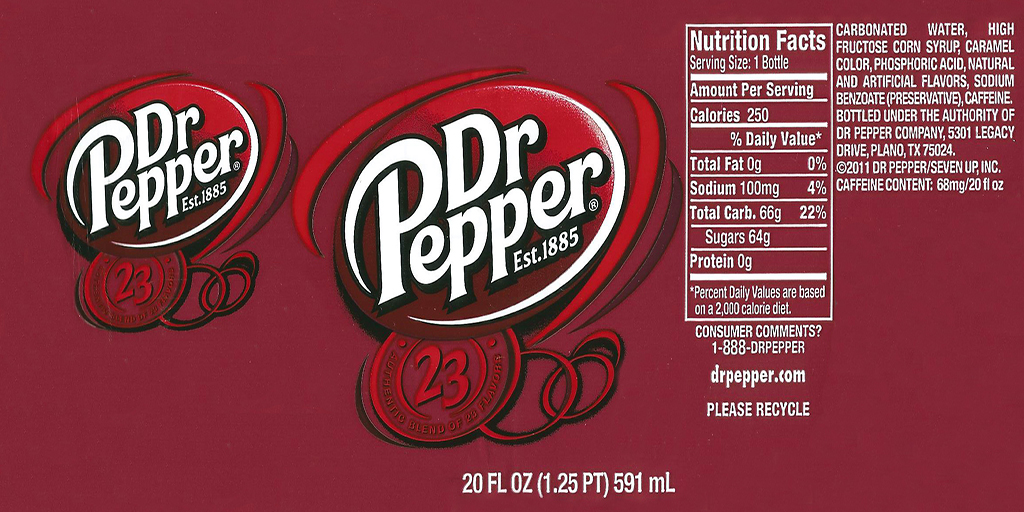 Dr
Pepper®
Est.1885
23
AUTHENTIC BLEND OF 23 FLAVORS
Dr
Pepper®
Est.1885
23
AUTHENTIC BLEND OF 23 FLAVORS
20 FL OZ (1.25 PT) 591 mL
Nutrition Facts
Serving Size: 1 Bottle
Amount Per Serving
Calories 250
% Daily Value*
Total Fat 0g 0%
Sodium 100mg 4%
Total Carb. 66g 22%
Sugars 64g
Protein 0g
*Percent Daily Values are based
on a 2,000 calorie diet.
CONSUMER COMMENTS?
1-888-DRPEPPER
drpepper.com
PLEASE RECYCLE
CARBONATED WATER, HIGH
FRUCTOSE CORN SYRUP, CARAMEL
COLOR, PHOSPHORIC ACID, NATURAL
AND ARTIFICIAL FLAVORS, SODIUM
BENZOATE (PRESERVATIVE), CAFFEINE.
BOTTLED UNDER THE AUTHORITY OF
DR PEPPER COMPANY, 5301 LEGACY
DRIVE, PLANO, TX 75024.
©2011 DR PEPPER/SEVEN UP, INC.
CAFFEINE CONTENT: 68mg/20 fl oz